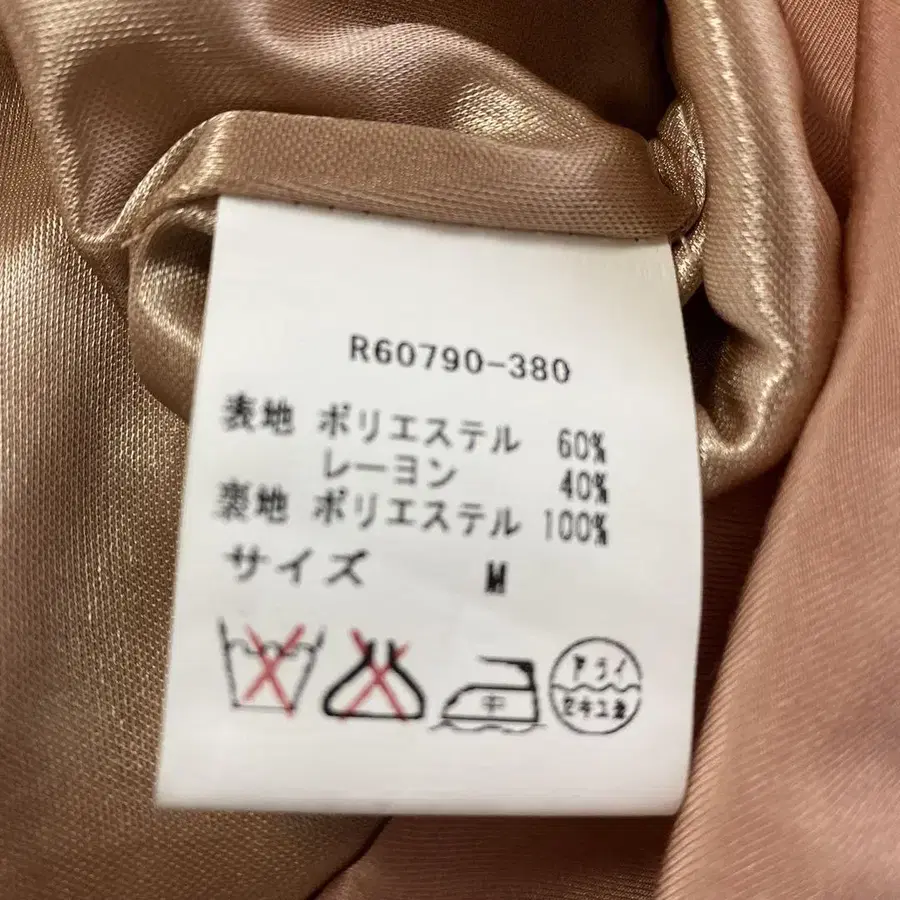 R60790-380
表地 ポリエステル 60%
レーヨン 40%
裏地 ポリエステル 100%
サイズ M
中
ドライ
セキユ系